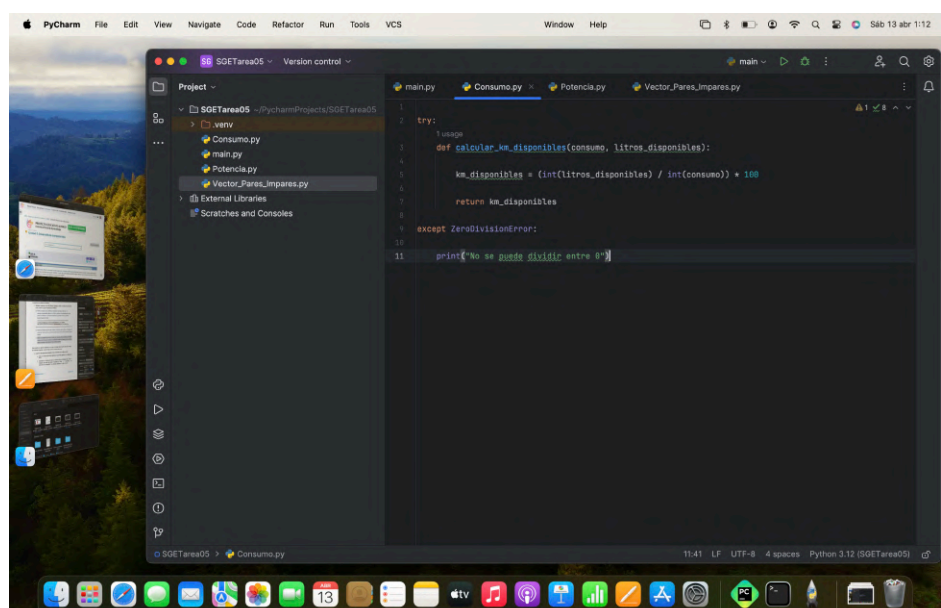 PyCharm File Edit View Navigate Code Refactor Run Tools VCS Window Help Sáb 13 abr 1:12
SG SGETarea05 Version control main
Project
main.py Consumo.py Potencia.py Vector_Pares_Impares.py
SGETarea05 ~/PycharmProjects/SGETarea05
.venv
Consumo.py
main.py
Potencia.py
Vector_Pares_Impares.py
External Libraries
Scratches and Consoles
1 8
1
2 try:
1 usage
3 def calcular_km_disponibles(consumo, litros_disponibles):
4
5 km_disponibles = (int(litros_disponibles) / int(consumo)) * 100
6
7 return km_disponibles
8
9 except ZeroDivisionError:
10
11 print("No se puede dividir entre 0")
SGETarea05 > Consumo.py 11:41 LF UTF-8 4 spaces Python 3.12 (SGETarea05)
13 tv PC